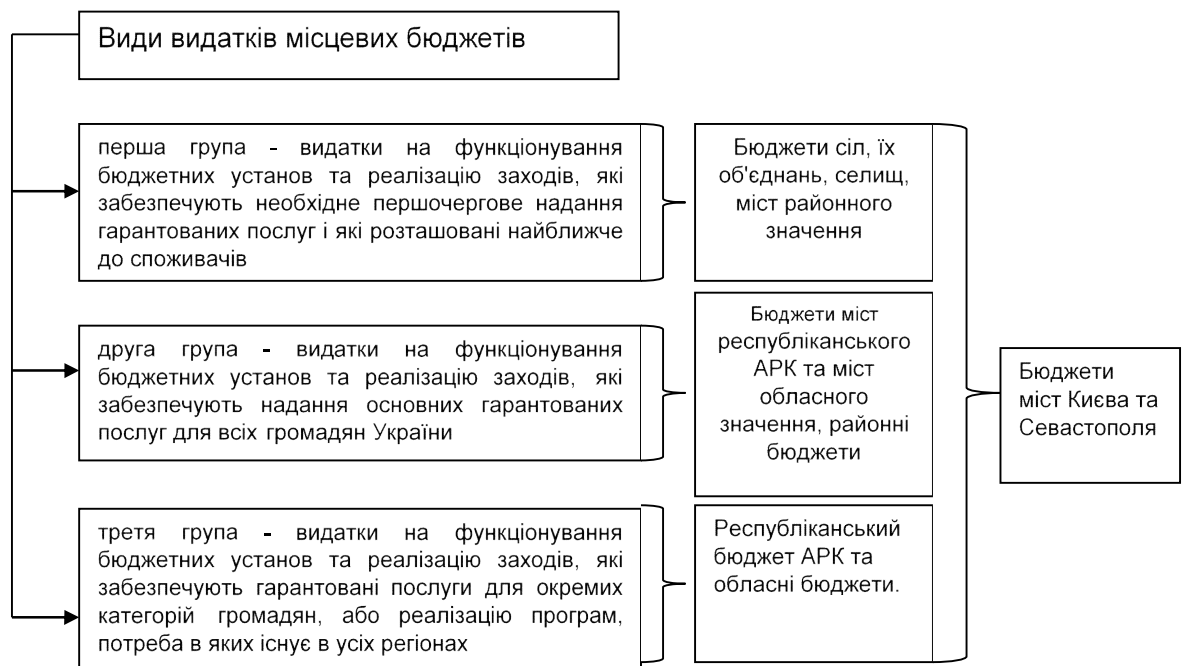 Види видатків місцевих бюджетів
перша група - видатки на функціонування
бюджетних установ та реалізацію заходів, які
забезпечують необхідне першочергове надання
гарантованих послуг і які розташовані найближче
до споживачів
Бюджети сіл, їх
об'єднань, селищ,
міст районного
значення
друга група - видатки на функціонування
бюджетних установ та реалізацію заходів, які
забезпечують надання основних гарантованих
послуг для всіх громадян України
Бюджети міст
республіканського
АРК та міст
обласного
значення, районні
бюджети
Бюджети
міст Києва та
Севастополя
третя група - видатки на функціонування
бюджетних установ та реалізацію заходів, які
забезпечують гарантовані послуги для окремих
категорій громадян, або реалізацію програм,
потреба в яких існує в усіх регіонах
Республіканський
бюджет АРК та
обласні бюджети.